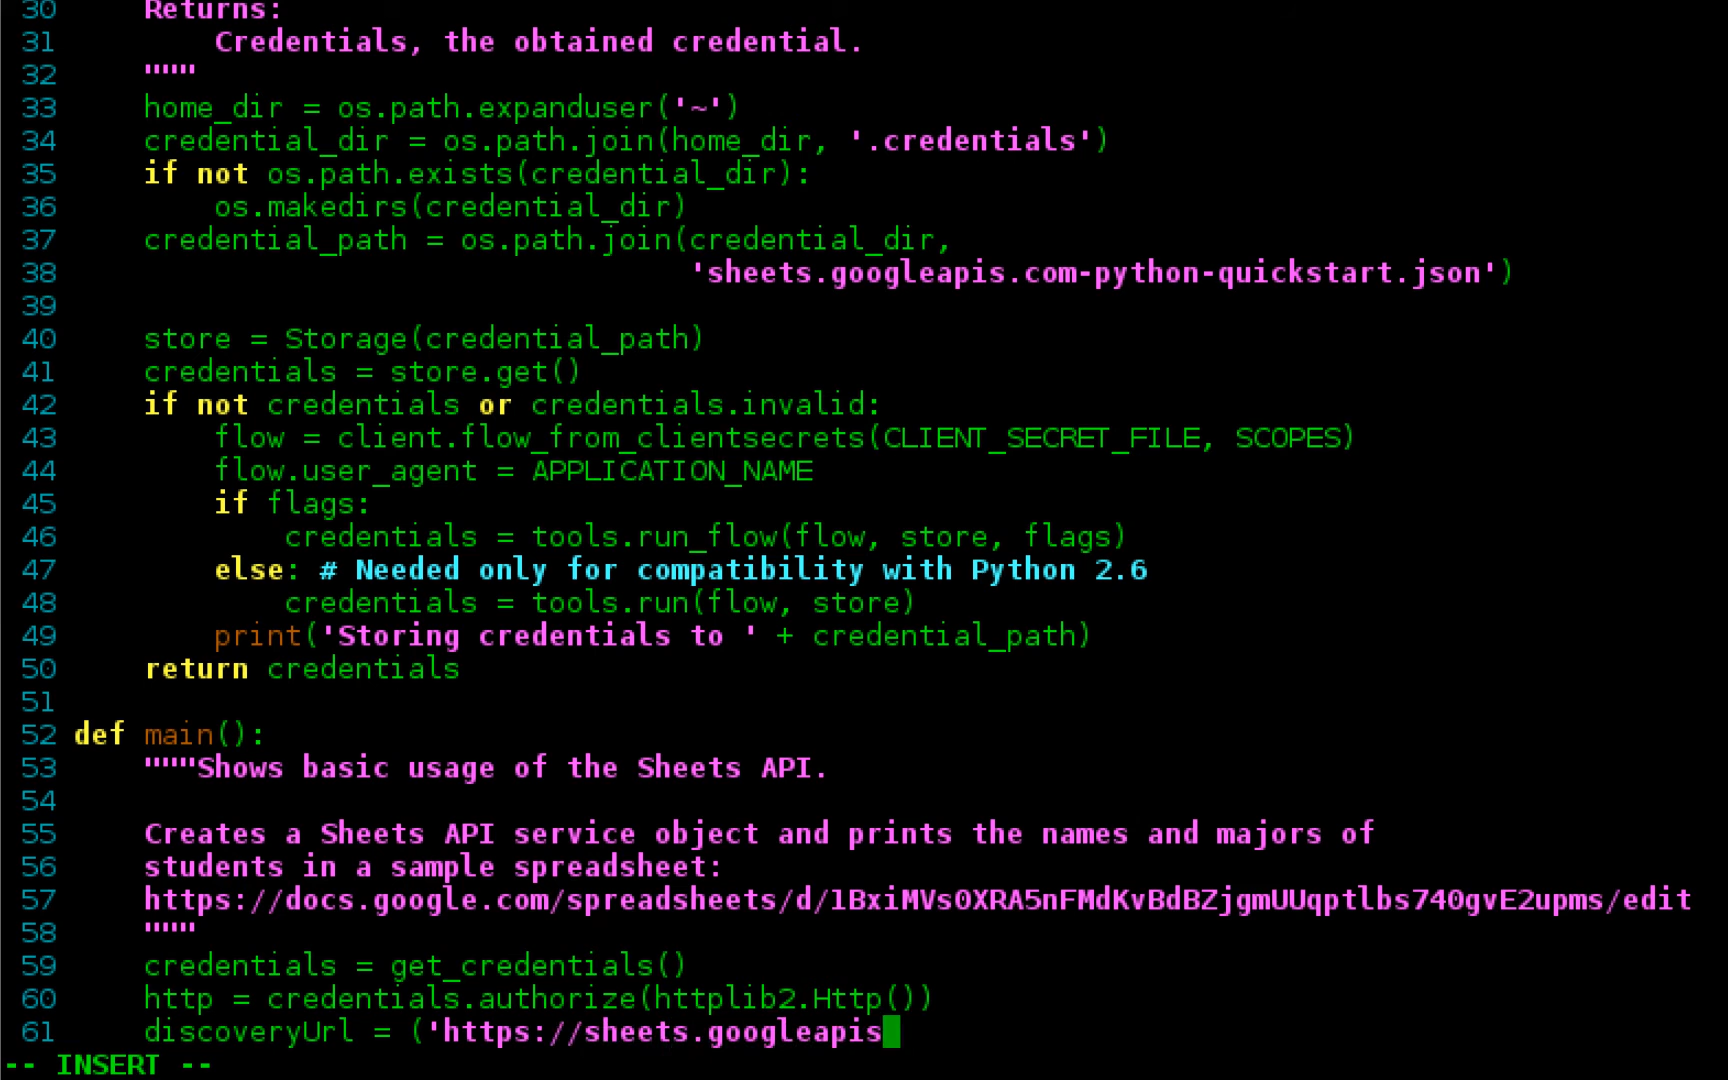 30     Returns:
31         Credentials, the obtained credential.
32     """
33     home_dir = os.path.expanduser('~')
34     credential_dir = os.path.join(home_dir, '.credentials')
35     if not os.path.exists(credential_dir):
36         os.makedirs(credential_dir)
37     credential_path = os.path.join(credential_dir,
38                                    'sheets.googleapis.com-python-quickstart.json')
39
40     store = Storage(credential_path)
41     credentials = store.get()
42     if not credentials or credentials.invalid:
43         flow = client.flow_from_clientsecrets(CLIENT_SECRET_FILE, SCOPES)
44         flow.user_agent = APPLICATION_NAME
45         if flags:
46             credentials = tools.run_flow(flow, store, flags)
47         else: # Needed only for compatibility with Python 2.6
48             credentials = tools.run(flow, store)
49         print('Storing credentials to ' + credential_path)
50     return credentials
51
52 def main():
53     """Shows basic usage of the Sheets API.
54
55     Creates a Sheets API service object and prints the names and majors of
56     students in a sample spreadsheet:
57     https://docs.google.com/spreadsheets/d/1BxiMVs0XRA5nFMdKvBdBZjgmUUqptlbs740gvE2upms/edit
58     """
59     credentials = get_credentials()
60     http = credentials.authorize(httplib2.Http())
61     discoveryUrl = ('https://sheets.googleapis
-- INSERT --